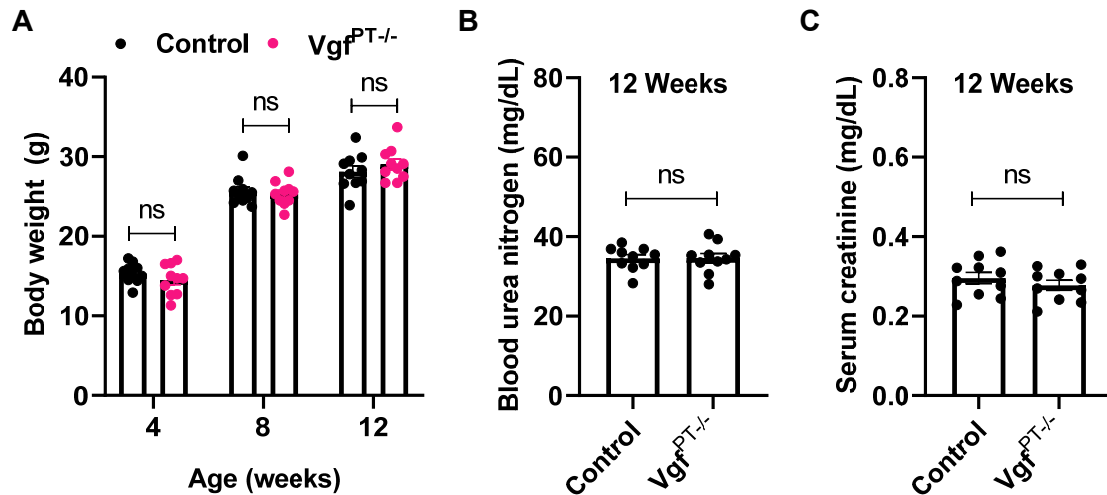 A
Control
Vgf^PT-/-
Body weight (g)
40
30
20
10
0
ns
ns
ns
4
8
12
Age (weeks)
B
12 Weeks
Blood urea nitrogen (mg/dL)
80
60
40
20
0
ns
Control
Vgf^PT-/-
C
12 Weeks
Serum creatinine (mg/dL)
0.8
0.6
0.4
0.2
0.0
ns
Control
Vgf^PT-/-